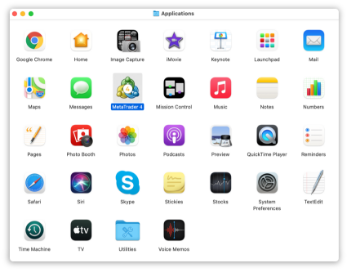 Applications
Google Chrome Home Image Capture iMovie Keynote Launchpad Mail
Maps Messages MetaTrader 4 Mission Control Music Notes Numbers
Pages Photo Booth Photos Podcasts Preview QuickTime Player Reminders
Safari Siri Skype Stickies Stocks System Preferences TextEdit
Time Machine TV Utilities Voice Memos